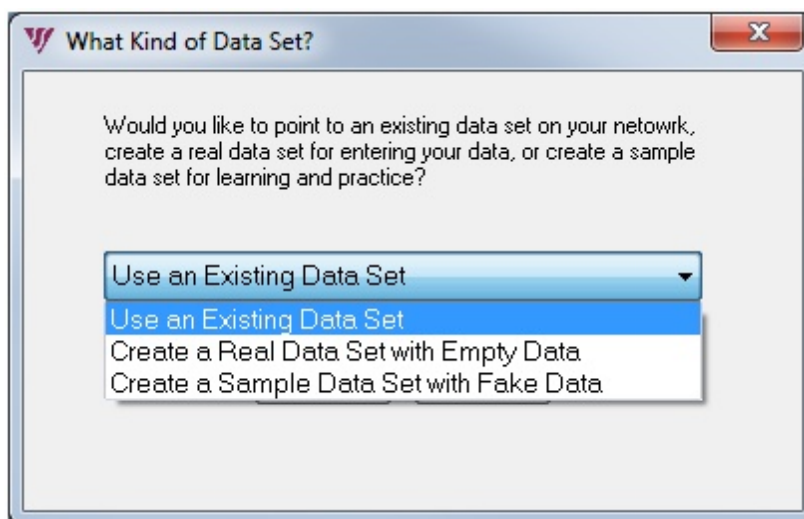 What Kind of Data Set?
Would you like to point to an existing data set on your netowrk,
create a real data set for entering your data, or create a sample
data set for learning and practice?
Use an Existing Data Set
Use an Existing Data Set
Create a Real Data Set with Empty Data
Create a Sample Data Set with Fake Data